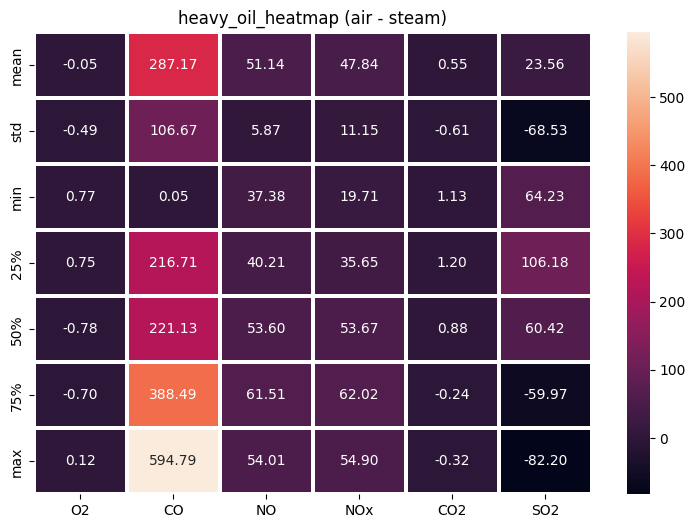 heavy_oil_heatmap (air - steam)
mean -0.05 287.17 51.14 47.84 0.55 23.56
std -0.49 106.67 5.87 11.15 -0.61 -68.53
min 0.77 0.05 37.38 19.71 1.13 64.23
25% 0.75 216.71 40.21 35.65 1.20 106.18
50% -0.78 221.13 53.60 53.67 0.88 60.42
75% -0.70 388.49 61.51 62.02 -0.24 -59.97
max 0.12 594.79 54.01 54.90 -0.32 -82.20
O2 CO NO NOx CO2 SO2
500
400
300
200
100
0